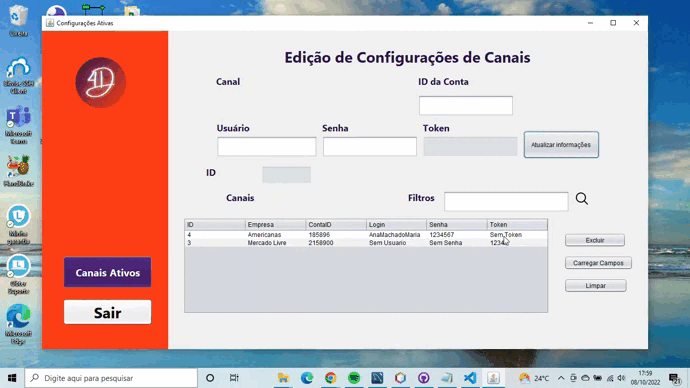 Configurações Ativas
Edição de Configurações de Canais
Canal
ID da Conta
Usuário
Senha
Token
Atualizar informações
ID
Canais
Filtros
ID Empresa ContaID Login Senha Token
4 Americanas 185896 AnaMachadoMaria 1234567 Sem Token
3 Mercado Livre 2158900 Sem Usuario Sem Senha
Excluir
Carregar Campos
Limpar
Canais Ativos
Sair
Lixeira
Microsoft
Teams
HandBrake
Microsoft
Edge
Digite aqui para pesquisar
24°C
17:59
08/10/2022